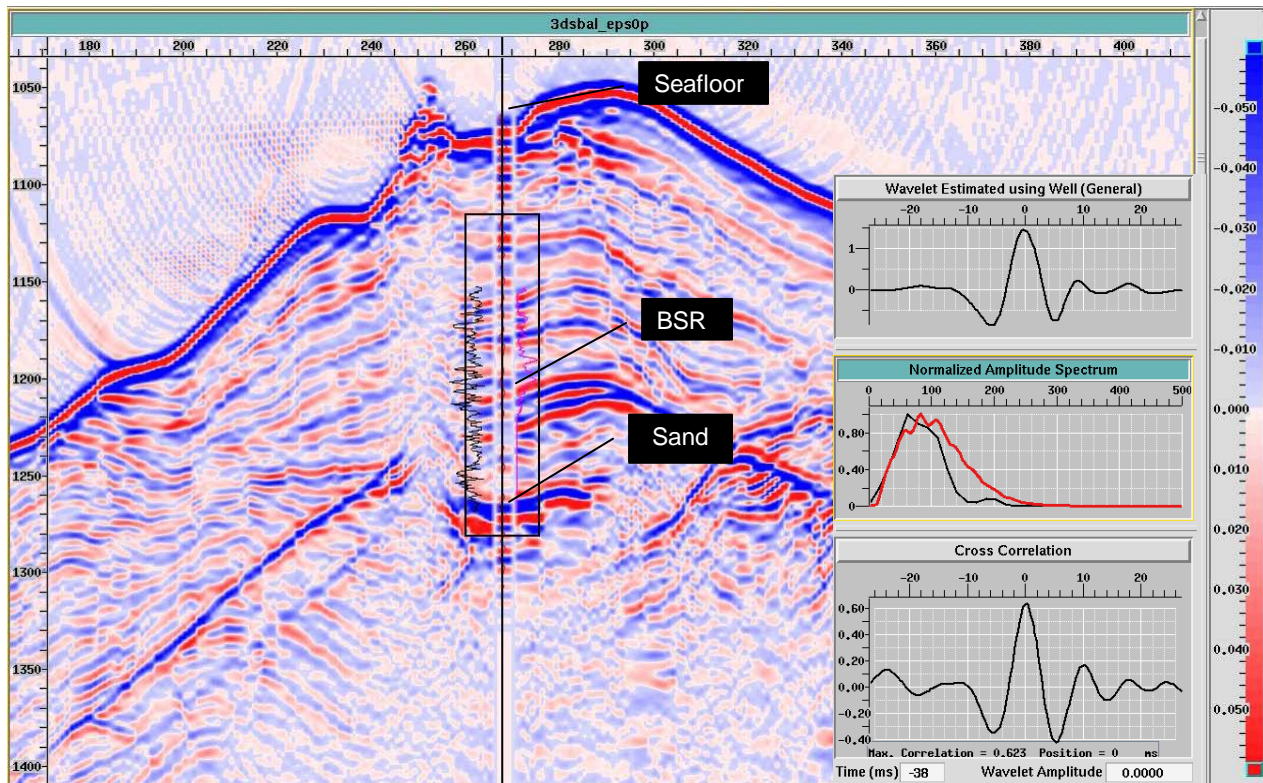 3dsbal_eps0p
180 200 220 240 260 280 300 320 340 360 380 400
1050
1100
1150
1200
1250
1300
1350
1400
Seafloor
BSR
Sand
Wavelet Estimated using Well (General)
-20 -10 0 10 20
1
0
Normalized Amplitude Spectrum
0 100 200 300 400 500
0.80
0.40
0
Cross Correlation
-20 -10 0 10 20
0.60
0.40
0.20
0.00
-0.20
-0.40
Max. Correlation = 0.623 Position = 0 ms
Time (ms) -38 Wavelet Amplitude 0.0000
-0.050
-0.040
-0.030
-0.020
-0.010
0.000
0.010
0.020
0.030
0.040
0.050